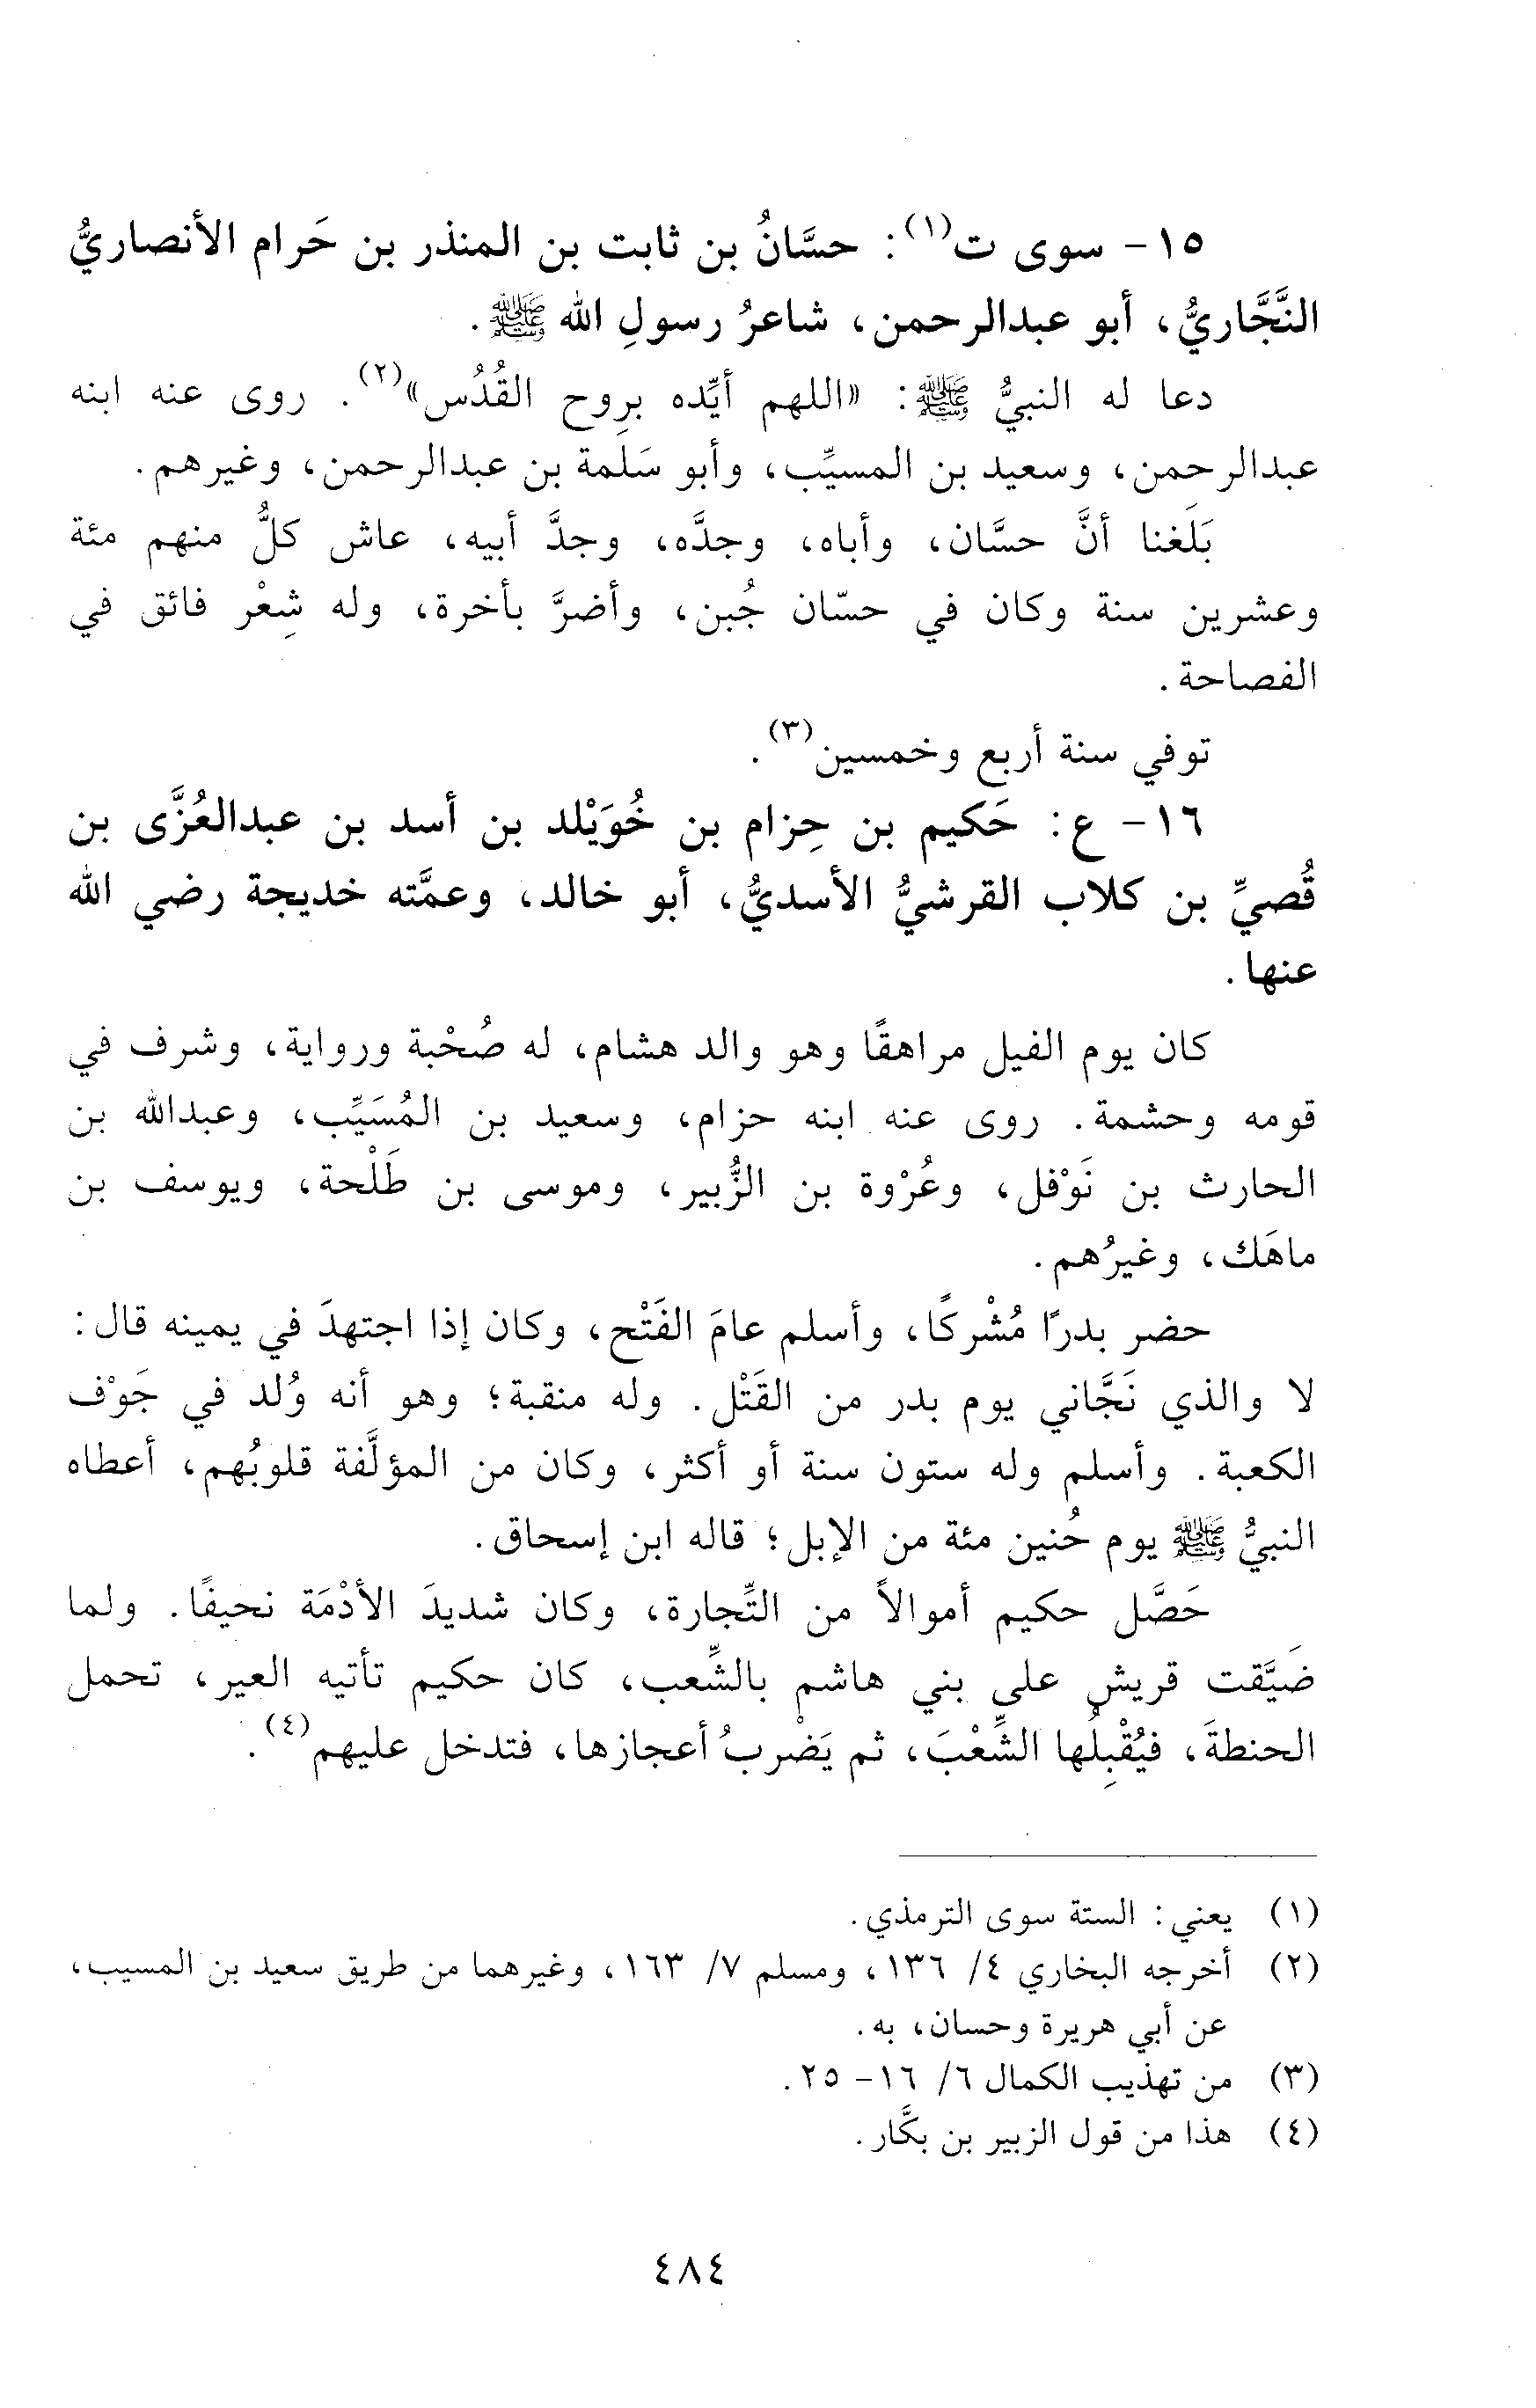 ١٥- سوى ت(١): حسَّانُ بن ثابت بن المنذر بن حَرام الأنصاريُّ
النَّجَّاريُّ، أبو عبدالرحمن، شاعرُ رسولِ الله ﷺ.
دعا له النبيُّ ﷺ: «اللهم أيِّده بِروح القُدُس»(٢). روى عنه ابنه
عبدالرحمن، وسعيد بن المسيِّب، وأبو سَلَمة بن عبدالرحمن، وغيرهم.
بَلَغنا أنَّ حسَّان، وأباه، وجدَّه، وجدَّ أبيه، عاش كلُّ منهم مئة
وعشرين سنة وكان في حسّان جُبن، وأضرَّ بأخرة، وله شِعْر فائق في
الفصاحة.
توفي سنة أربع وخمسين(٣).
١٦- ع: حَكيم بن حِزام بن خُوَيْلد بن أسد بن عبدالعُزَّى بن
قُصيِّ بن كلاب القرشيُّ الأسديُّ، أبو خالد، وعمَّته خديجة رضي الله
عنها.
كان يوم الفيل مراهقًا وهو والد هشام، له صُحْبة ورواية، وشرف في
قومه وحشمة. روى عنه ابنه حزام، وسعيد بن المُسَيِّب، وعبدالله بن
الحارث بن نَوْفل، وعُرْوة بن الزُّبير، وموسى بن طَلْحة، ويوسف بن
ماهَك، وغيرُهم.
حضر بدرًا مُشْركًا، وأسلم عامَ الفَتْح، وكان إذا اجتهدَ في يمينه قال:
لا والذي نَجَّاني يوم بدر من القَتْل. وله منقبة؛ وهو أنه وُلد في جَوْف
الكعبة. وأسلم وله ستون سنة أو أكثر، وكان من المؤلَّفة قلوبُهم، أعطاه
النبيُّ ﷺ يوم حُنين مئة من الإبل؛ قاله ابن إسحاق.
حَصَّل حكيم أموالاً من التِّجارة، وكان شديدَ الأدْمَة نحيفًا. ولما
ضَيَّقت قريش على بني هاشم بالشِّعب، كان حكيم تأتيه العير، تحمل
الحنطةَ، فيُقْبِلُها الشِّعْبَ، ثم يَضْربُ أعجازها، فتدخل عليهم(٤).
(١) يعني: الستة سوى الترمذي.
(٢) أخرجه البخاري ٤/ ١٣٦، ومسلم ٧/ ١٦٣، وغيرهما من طريق سعيد بن المسيب،
عن أبي هريرة وحسان، به.
(٣) من تهذيب الكمال ٦/ ١٦- ٢٥.
(٤) هذا من قول الزبير بن بكَّار.
٤٨٤